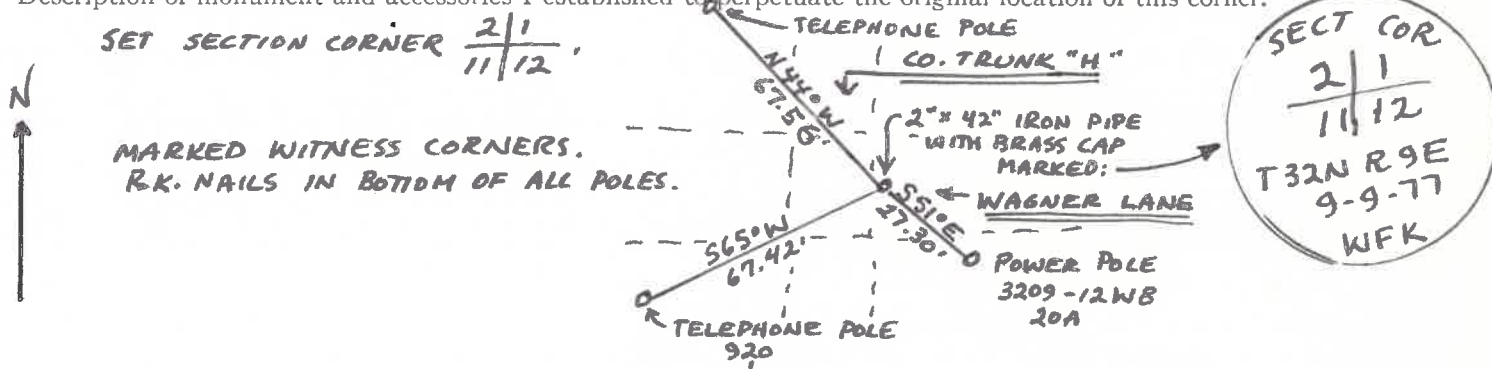 Description of monument and accessories I established to perpetuate the original location of this corner.
SET SECTION CORNER 2 | 1
11 | 12 .
N
MARKED WITNESS CORNERS.
P.K. NAILS IN BOTTOM OF ALL POLES.
TELEPHONE POLE
CO. TRUNK "H"
N44°W
67.56'
2" x 42" IRON PIPE
WITH BRASS CAP
MARKED:
WAGNER LANE
S51°E
27.30'
S65°W
67.42'
POWER POLE
3209-12WB
20A
TELEPHONE POLE
920
SECT COR
2 | 1
11 | 12
T32N R9E
9-9-77
WFK